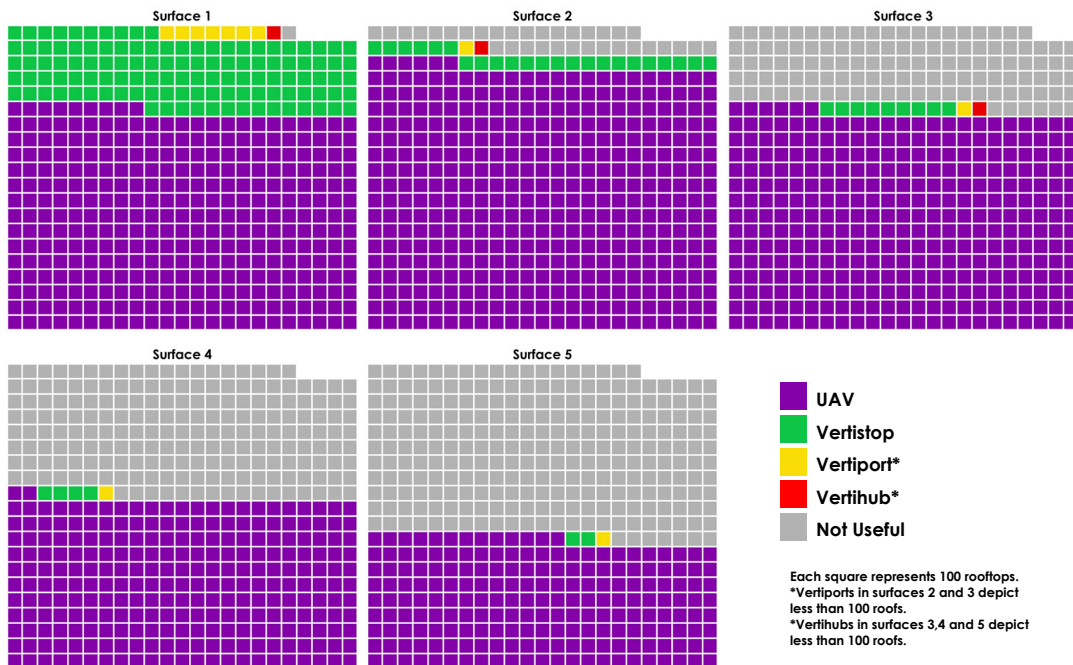 Surface 1
Surface 2
Surface 3
Surface 4
Surface 5
UAV
Vertistop
Vertiport*
Vertihub*
Not Useful
Each square represents 100 rooftops.
*Vertiports in surfaces 2 and 3 depict
less than 100 roofs.
*Vertihubs in surfaces 3,4 and 5 depict
less than 100 roofs.